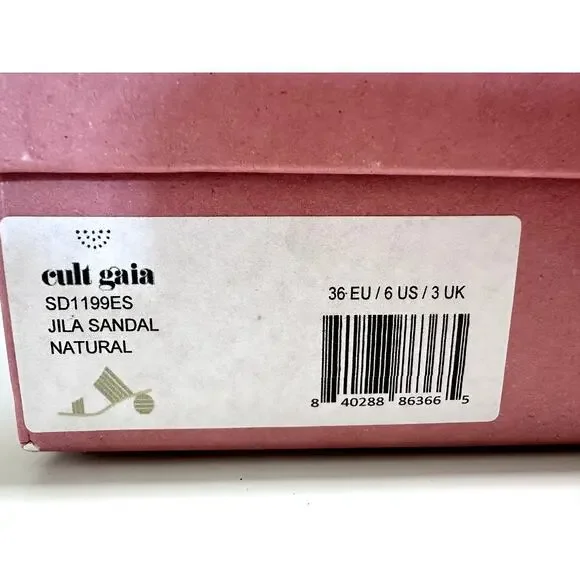 cult gaia
SD1199ES
JILA SANDAL
NATURAL
36 EU / 6 US / 3 UK
8 40288 86366 5